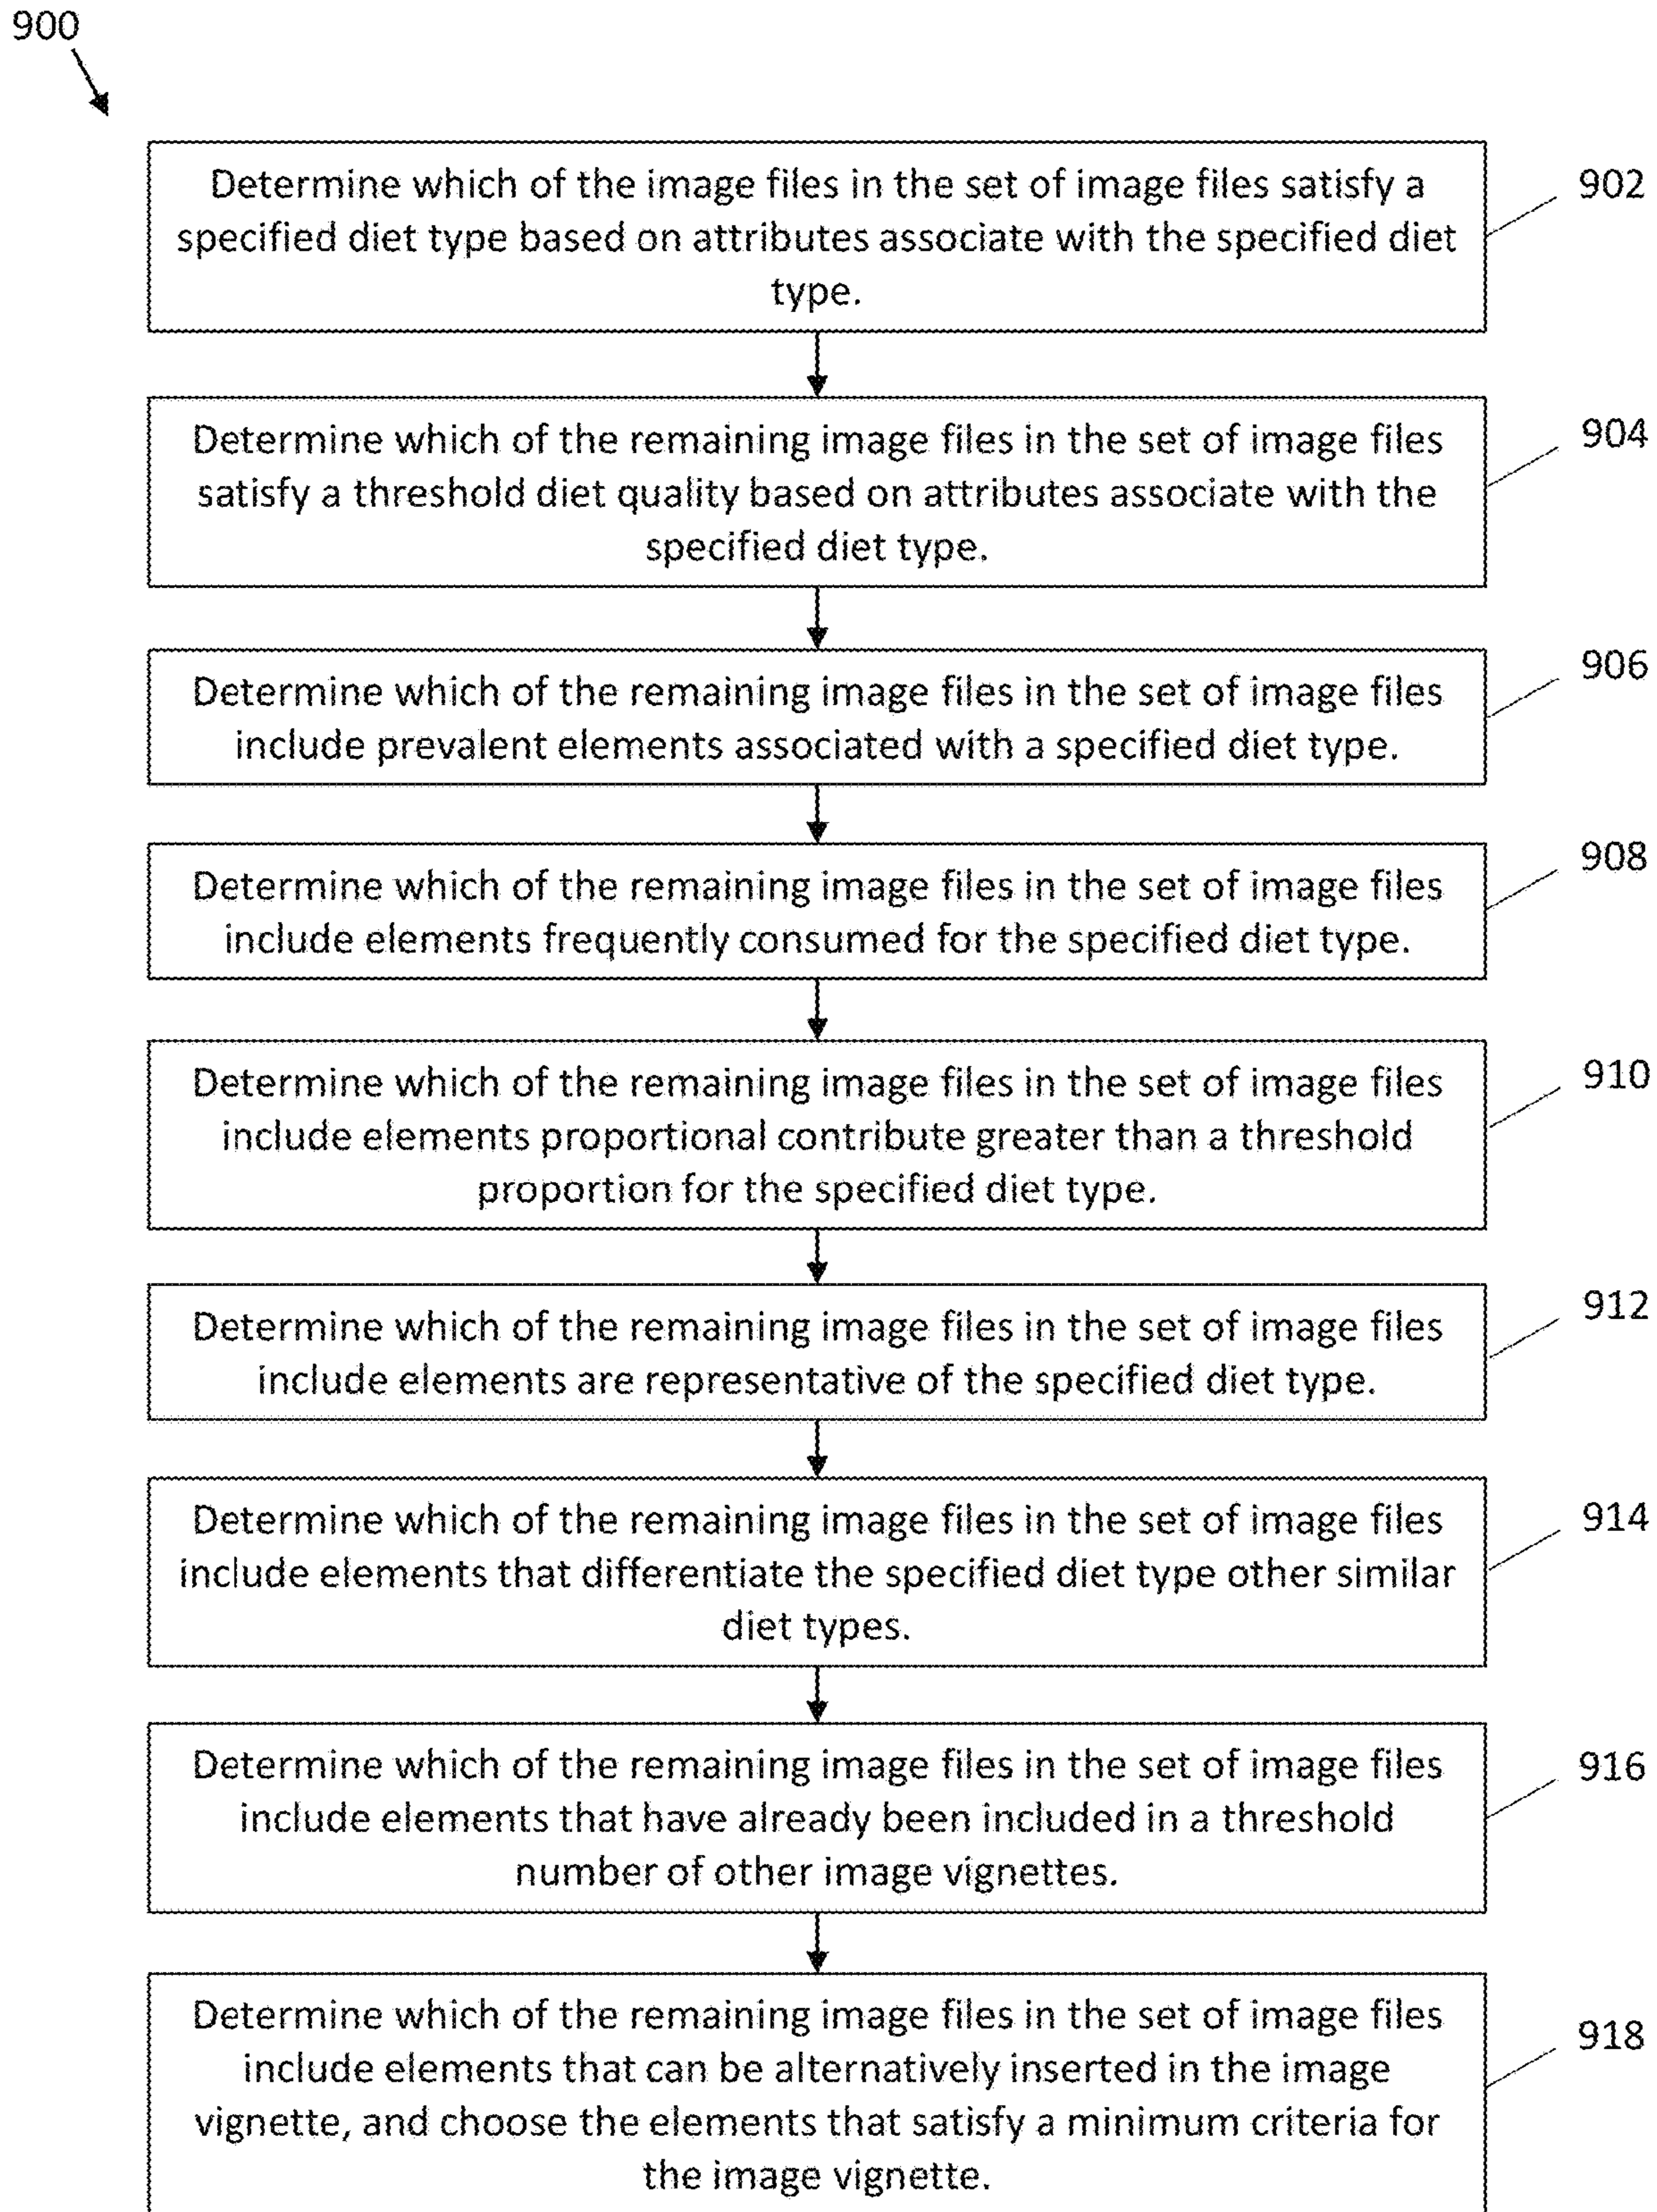 900
Determine which of the image files in the set of image files satisfy a
specified diet type based on attributes associate with the specified diet
type.
902
Determine which of the remaining image files in the set of image files
satisfy a threshold diet quality based on attributes associate with the
specified diet type.
904
Determine which of the remaining image files in the set of image files
include prevalent elements associated with a specified diet type.
906
Determine which of the remaining image files in the set of image files
include elements frequently consumed for the specified diet type.
908
Determine which of the remaining image files in the set of image files
include elements proportional contribute greater than a threshold
proportion for the specified diet type.
910
Determine which of the remaining image files in the set of image files
include elements are representative of the specified diet type.
912
Determine which of the remaining image files in the set of image files
include elements that differentiate the specified diet type other similar
diet types.
914
Determine which of the remaining image files in the set of image files
include elements that have already been included in a threshold
number of other image vignettes.
916
Determine which of the remaining image files in the set of image files
include elements that can be alternatively inserted in the image
vignette, and choose the elements that satisfy a minimum criteria for
the image vignette.
918